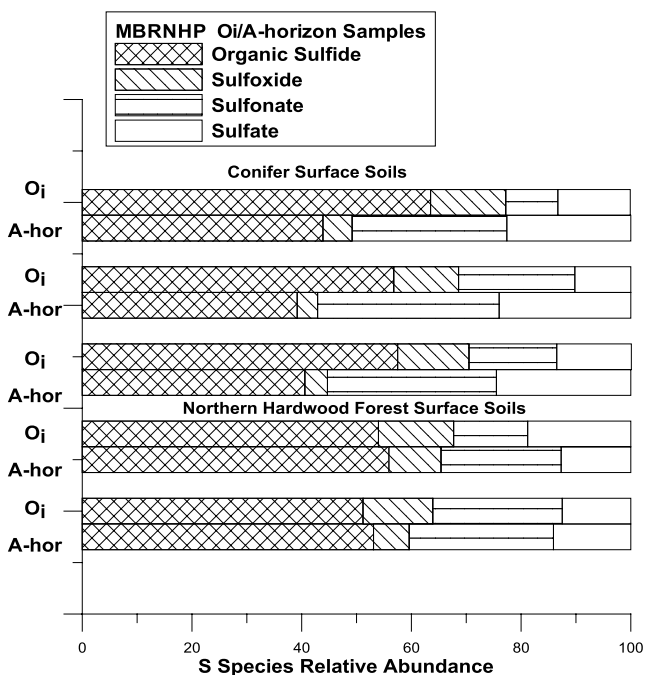 MBRNHP Oi/A-horizon Samples
Organic Sulfide
Sulfoxide
Sulfonate
Sulfate
Conifer Surface Soils
Oi
A-hor
Oi
A-hor
Oi
A-hor
Northern Hardwood Forest Surface Soils
Oi
A-hor
Oi
A-hor
0 20 40 60 80 100
S Species Relative Abundance